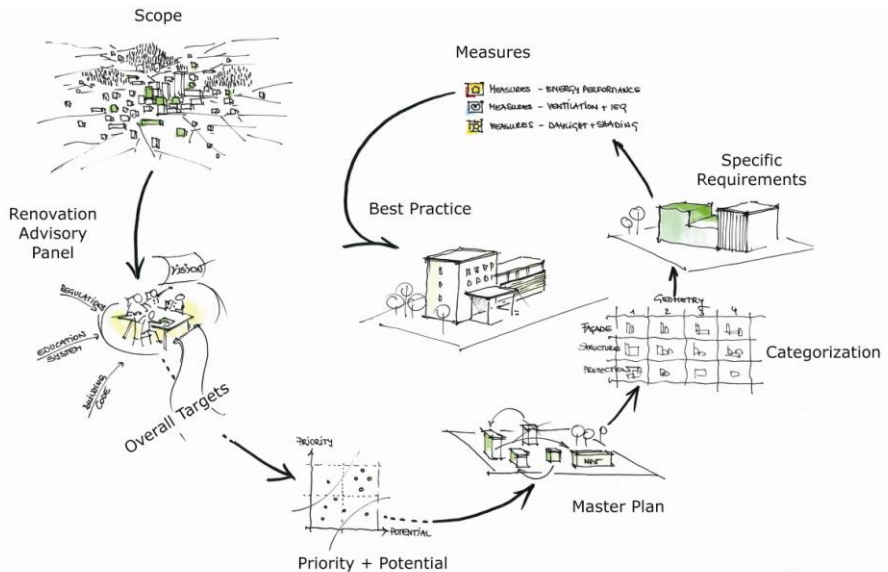 Scope
Measures
MEASURES - ENERGY PERFORMANCE
MEASURES - VENTILATION + IEQ
MEASURES - DAYLIGHT + SHADING
Specific
Requirements
Best Practice
Renovation
Advisory
Panel
VISION
REGULATIONS
EDUCATION
SYSTEM
BUILDING
CODE
Overall Targets
GEOMETRY
1 2 3 4
FAÇADE
STRUCTURE
PROTECTION
Categorization
PRIORITY
POTENTIAL
Priority + Potential
NEW
Master Plan